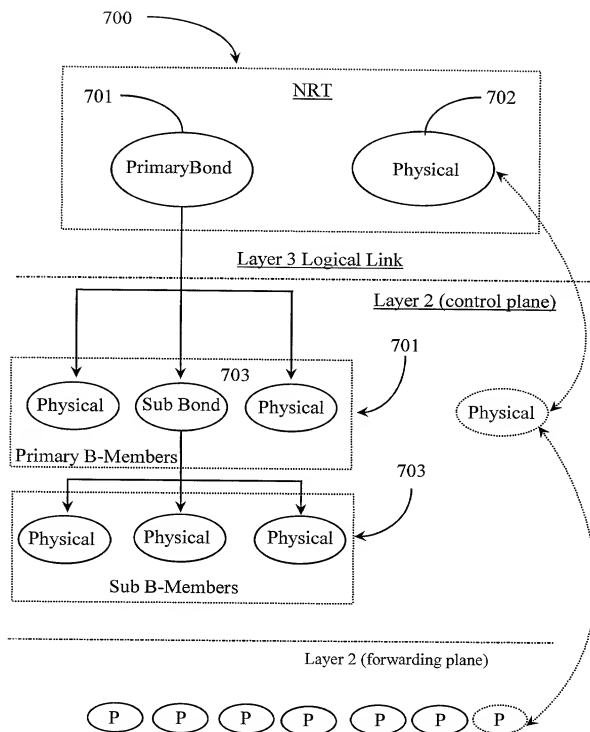 700
701
NRT
702
PrimaryBond
Physical
Layer 3 Logical Link
Layer 2 (control plane)
701
703
Physical
Sub Bond
Physical
Physical
Primary B-Members
703
Physical
Physical
Physical
Sub B-Members
Layer 2 (forwarding plane)
P
P
P
P
P
P
P